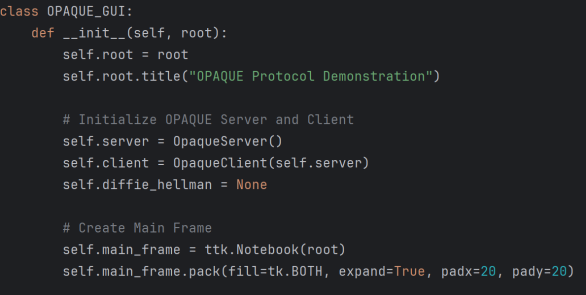 class OPAQUE_GUI:
    def __init__(self, root):
        self.root = root
        self.root.title("OPAQUE Protocol Demonstration")

        # Initialize OPAQUE Server and Client
        self.server = OpaqueServer()
        self.client = OpaqueClient(self.server)
        self.diffie_hellman = None

        # Create Main Frame
        self.main_frame = ttk.Notebook(root)
        self.main_frame.pack(fill=tk.BOTH, expand=True, padx=20, pady=20)